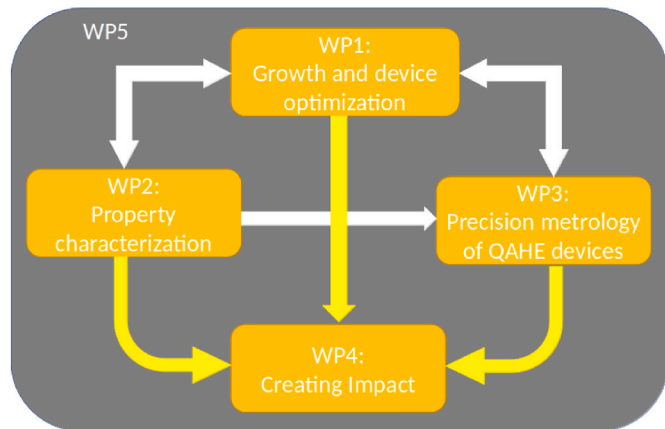 WP5
WP1:
Growth and device
optimization
WP2:
Property
characterization
WP3:
Precision metrology
of QAHE devices
WP4:
Creating Impact